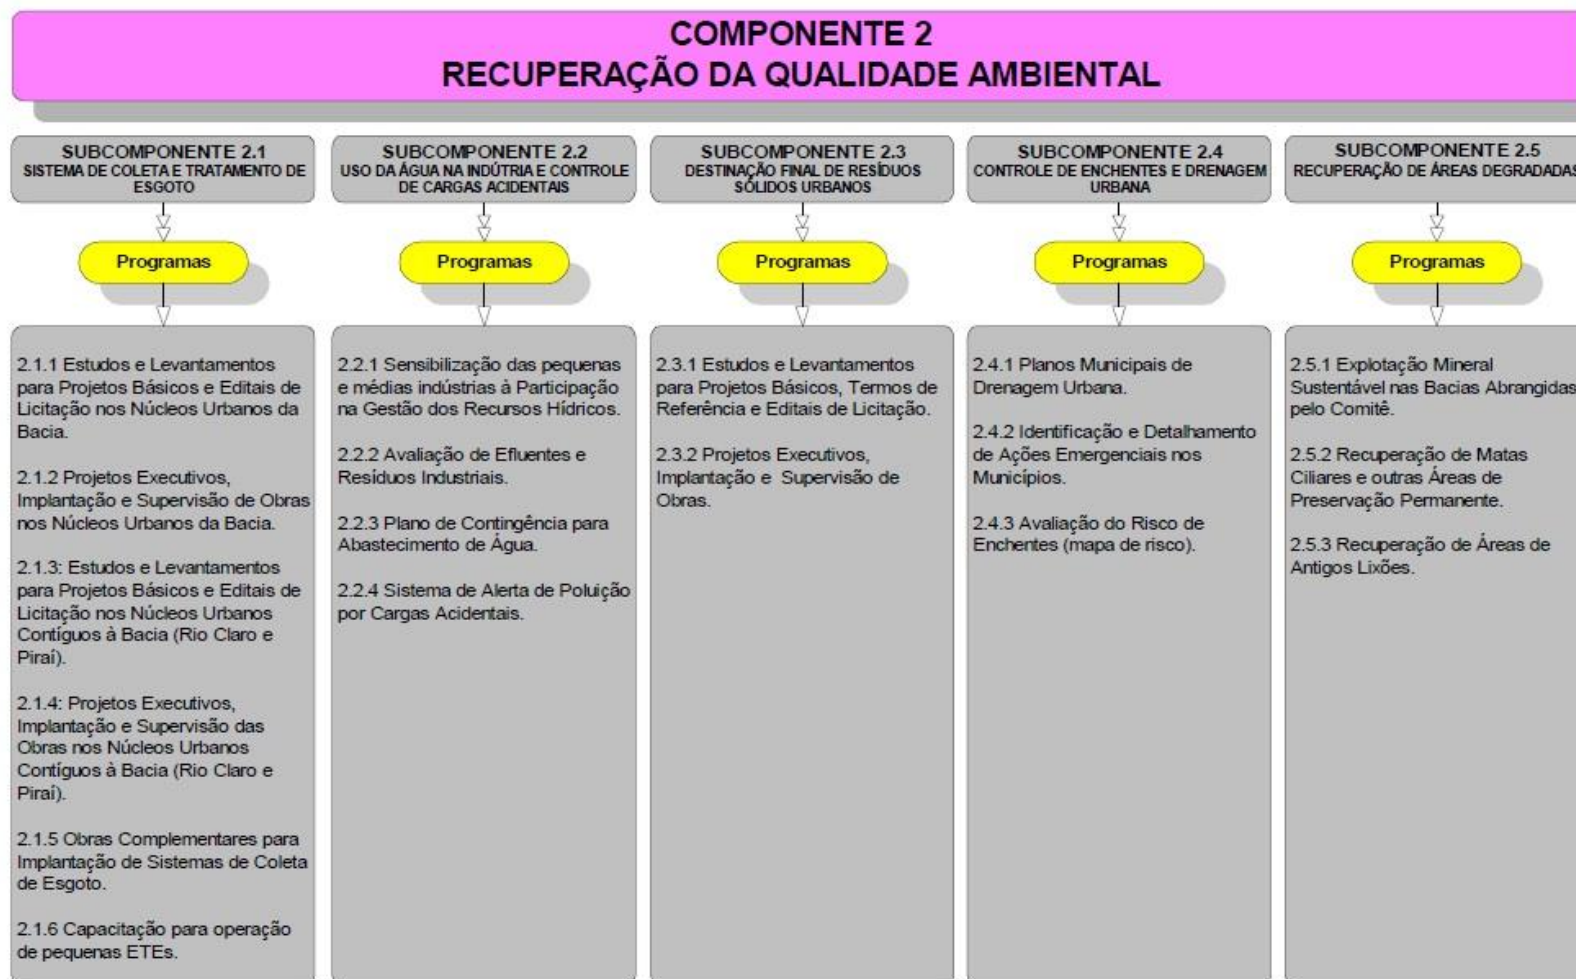 COMPONENTE 2
RECUPERAÇÃO DA QUALIDADE AMBIENTAL
SUBCOMPONENTE 2.1
SISTEMA DE COLETA E TRATAMENTO DE
ESGOTO
Programas
2.1.1 Estudos e Levantamentos
para Projetos Básicos e Editais de
Licitação nos Núcleos Urbanos da
Bacia.
2.1.2 Projetos Executivos,
Implantação e Supervisão de Obras
nos Núcleos Urbanos da Bacia.
2.1.3: Estudos e Levantamentos
para Projetos Básicos e Editais de
Licitação nos Núcleos Urbanos
Contíguos à Bacia (Rio Claro e
Piraí).
2.1.4: Projetos Executivos,
Implantação e Supervisão das
Obras nos Núcleos Urbanos
Contíguos à Bacia (Rio Claro e
Piraí).
2.1.5 Obras Complementares para
Implantação de Sistemas de Coleta
de Esgoto.
2.1.6 Capacitação para operação
de pequenas ETEs.
SUBCOMPONENTE 2.2
USO DA ÁGUA NA INDÚTRIA E CONTROLE
DE CARGAS ACIDENTAIS
Programas
2.2.1 Sensibilização das pequenas
e médias indústrias à Participação
na Gestão dos Recursos Hídricos.
2.2.2 Avaliação de Efluentes e
Resíduos Industriais.
2.2.3 Plano de Contingência para
Abastecimento de Água.
2.2.4 Sistema de Alerta de Poluição
por Cargas Acidentais.
SUBCOMPONENTE 2.3
DESTINAÇÃO FINAL DE RESÍDUOS
SÓLIDOS URBANOS
Programas
2.3.1 Estudos e Levantamentos
para Projetos Básicos, Termos de
Referência e Editais de Licitação.
2.3.2 Projetos Executivos,
Implantação e Supervisão de
Obras.
SUBCOMPONENTE 2.4
CONTROLE DE ENCHENTES E DRENAGEM
URBANA
Programas
2.4.1 Planos Municipais de
Drenagem Urbana.
2.4.2 Identificação e Detalhamento
de Ações Emergenciais nos
Municípios.
2.4.3 Avaliação do Risco de
Enchentes (mapa de risco).
SUBCOMPONENTE 2.5
RECUPERAÇÃO DE ÁREAS DEGRADADAS
Programas
2.5.1 Explotação Mineral
Sustentável nas Bacias Abrangidas
pelo Comitê.
2.5.2 Recuperação de Matas
Ciliares e outras Áreas de
Preservação Permanente.
2.5.3 Recuperação de Áreas de
Antigos Lixões.